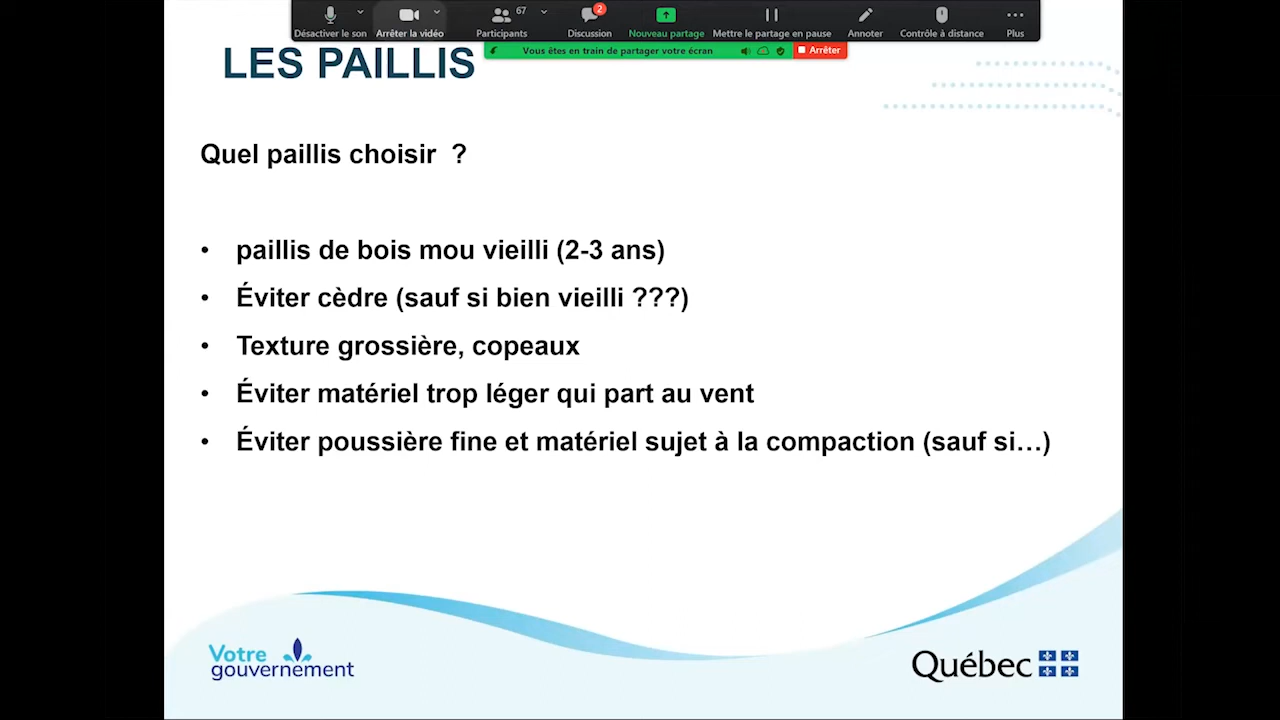 67
2
Désactiver le son
Arrêter la vidéo
Participants
Discussion
Nouveau partage
Mettre le partage en pause
Annoter
Contrôle à distance
Plus
Vous êtes en train de partager votre écran
Arrêter
LES PAILLIS
Quel paillis choisir ?
• paillis de bois mou vieilli (2-3 ans)
• Éviter cèdre (sauf si bien vieilli ???)
• Texture grossière, copeaux
• Éviter matériel trop léger qui part au vent
• Éviter poussière fine et matériel sujet à la compaction (sauf si…)
Votre
gouvernement
Québec